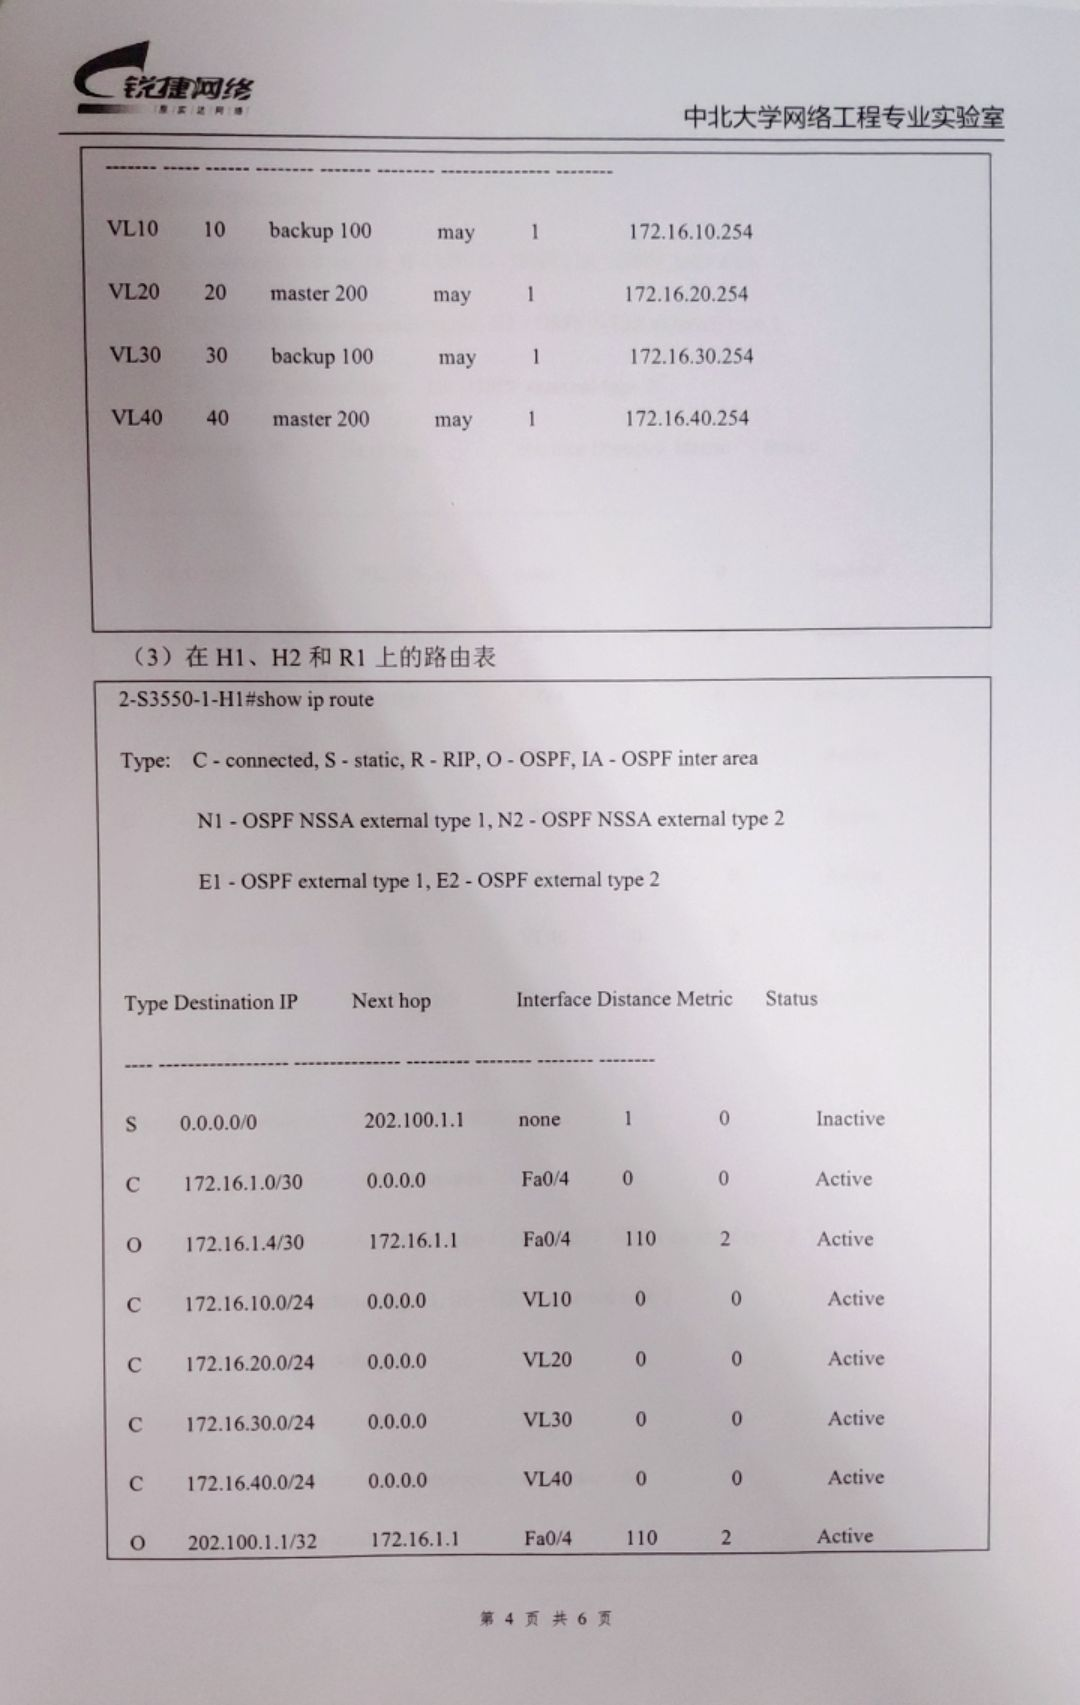 锐捷网络
星|实|达|网|络
中北大学网络工程专业实验室
------- ----- ------ -------- ------- -------- --------------- --------
VL10 10 backup 100 may 1 172.16.10.254
VL20 20 master 200 may 1 172.16.20.254
VL30 30 backup 100 may 1 172.16.30.254
VL40 40 master 200 may 1 172.16.40.254
（3）在 H1、H2 和 R1 上的路由表
2-S3550-1-H1#show ip route
Type: C - connected, S - static, R - RIP, O - OSPF, IA - OSPF inter area
N1 - OSPF NSSA external type 1, N2 - OSPF NSSA external type 2
E1 - OSPF external type 1, E2 - OSPF external type 2
Type Destination IP Next hop Interface Distance Metric Status
---- ------------------ --------------- --------- -------- -------- --------
S 0.0.0.0/0 202.100.1.1 none 1 0 Inactive
C 172.16.1.0/30 0.0.0.0 Fa0/4 0 0 Active
O 172.16.1.4/30 172.16.1.1 Fa0/4 110 2 Active
C 172.16.10.0/24 0.0.0.0 VL10 0 0 Active
C 172.16.20.0/24 0.0.0.0 VL20 0 0 Active
C 172.16.30.0/24 0.0.0.0 VL30 0 0 Active
C 172.16.40.0/24 0.0.0.0 VL40 0 0 Active
O 202.100.1.1/32 172.16.1.1 Fa0/4 110 2 Active
第 4 页 共 6 页